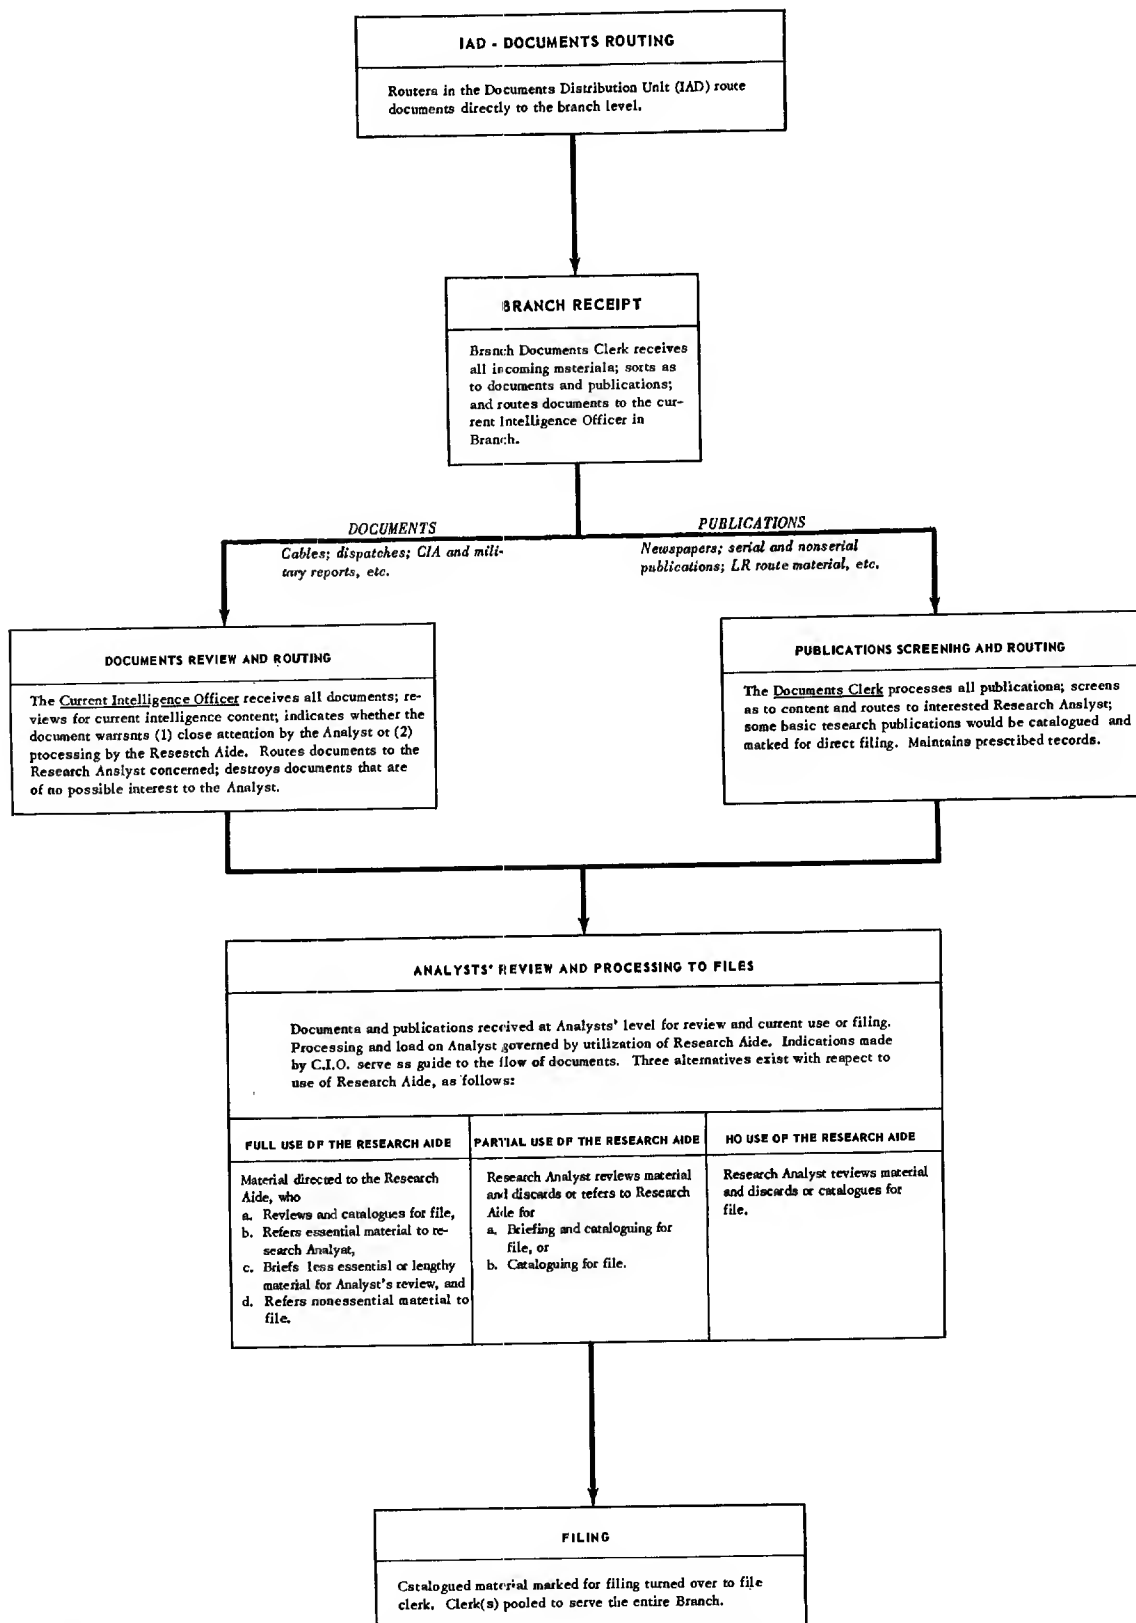 IAD - DOCUMENTS ROUTING
Routers in the Documents Distribution Unit (IAD) route
documents directly to the branch level.
BRANCH RECEIPT
Branch Documents Clerk receives
all incoming materials; sorts as
to documents and publications;
and routes documents to the cur-
rent Intelligence Officer in
Branch.
DOCUMENTS
Cables; dispatches; CIA and mili-
tary reports, etc.
PUBLICATIONS
Newspapers; serial and nonserial
publications; LR route material, etc.
DOCUMENTS REVIEW AND ROUTING
The Current Intelligence Officer receives all documents; re-
views for current intelligence content; indicates whether the
document warrants (1) close attention by the Analyst or (2)
processing by the Research Aide. Routes documents to the
Research Analyst concerned; destroys documents that are
of no possible interest to the Analyst.
PUBLICATIONS SCREENING AND ROUTING
The Documents Clerk processes all publications; screens
as to content and routes to interested Research Analyst;
some basic research publications would be catalogued and
marked for direct filing. Maintains prescribed records.
ANALYSTS' REVIEW AND PROCESSING TO FILES
Documents and publications received at Analysts' level for review and current use or filing.
Processing and load on Analyst governed by utilization of Research Aide. Indications made
by C.I.O. serve as guide to the flow of documents. Three alternatives exist with respect to
use of Research Aide, as follows:
FULL USE OF THE RESEARCH AIDE
Material directed to the Research
Aide, who
a. Reviews and catalogues for file,
b. Refers essential material to re-
search Analyst,
c. Briefs less essential or lengthy
material for Analyst's review, and
d. Refers nonessential material to
file.
PARTIAL USE OF THE RESEARCH AIDE
Research Analyst reviews material
and discards or refers to Research
Aide for
a. Briefing and cataloguing for
file, or
b. Cataloguing for file.
NO USE OF THE RESEARCH AIDE
Research Analyst reviews material
and discards or catalogues for
file.
FILING
Catalogued material marked for filing turned over to file
clerk. Clerk(s) pooled to serve the entire Branch.